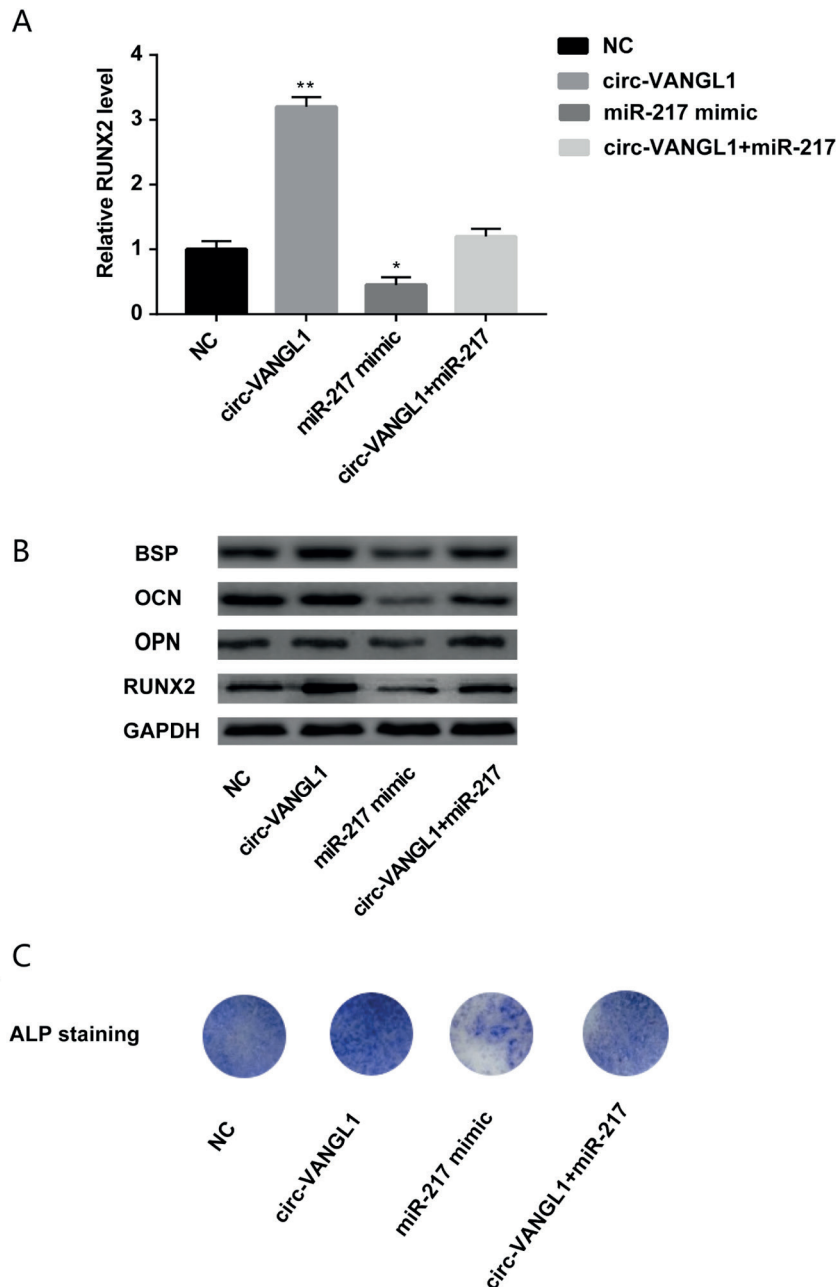 A
Relative RUNX2 level
4
3
2
1
0
**
*
NC
circ-VANGL1
miR-217 mimic
circ-VANGL1+miR-217
NC
circ-VANGL1
miR-217 mimic
circ-VANGL1+miR-217
B
BSP
OCN
OPN
RUNX2
GAPDH
NC
circ-VANGL1
miR-217 mimic
circ-VANGL1+miR-217
C
ALP staining
NC
circ-VANGL1
miR-217 mimic
circ-VANGL1+miR-217